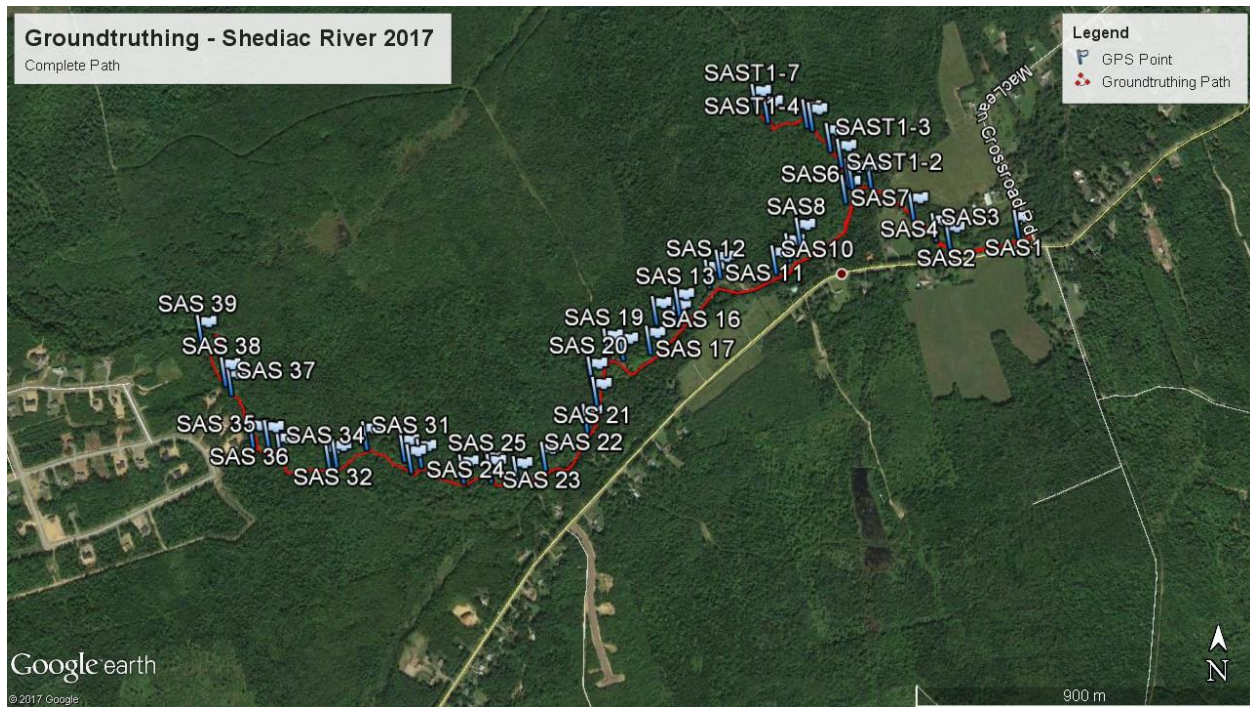 Groundtruthing - Shediac River 2017
Complete Path
Legend
GPS Point
Groundtruthing Path
MacLean-Crossroad Rd
SAST1-7
SAST1-4
SAST1-3
SAST1-2
SAS6
SAS7
SAS8
SAS4
SAS3
SAS2
SAS1
SAS10
SAS 11
SAS 12
SAS 13
SAS 16
SAS 17
SAS 19
SAS 20
SAS 21
SAS 22
SAS 23
SAS 25
SAS 24
SAS 31
SAS 34
SAS 32
SAS 35
SAS 36
SAS 37
SAS 38
SAS 39
Google earth
© 2017 Google
N
900 m